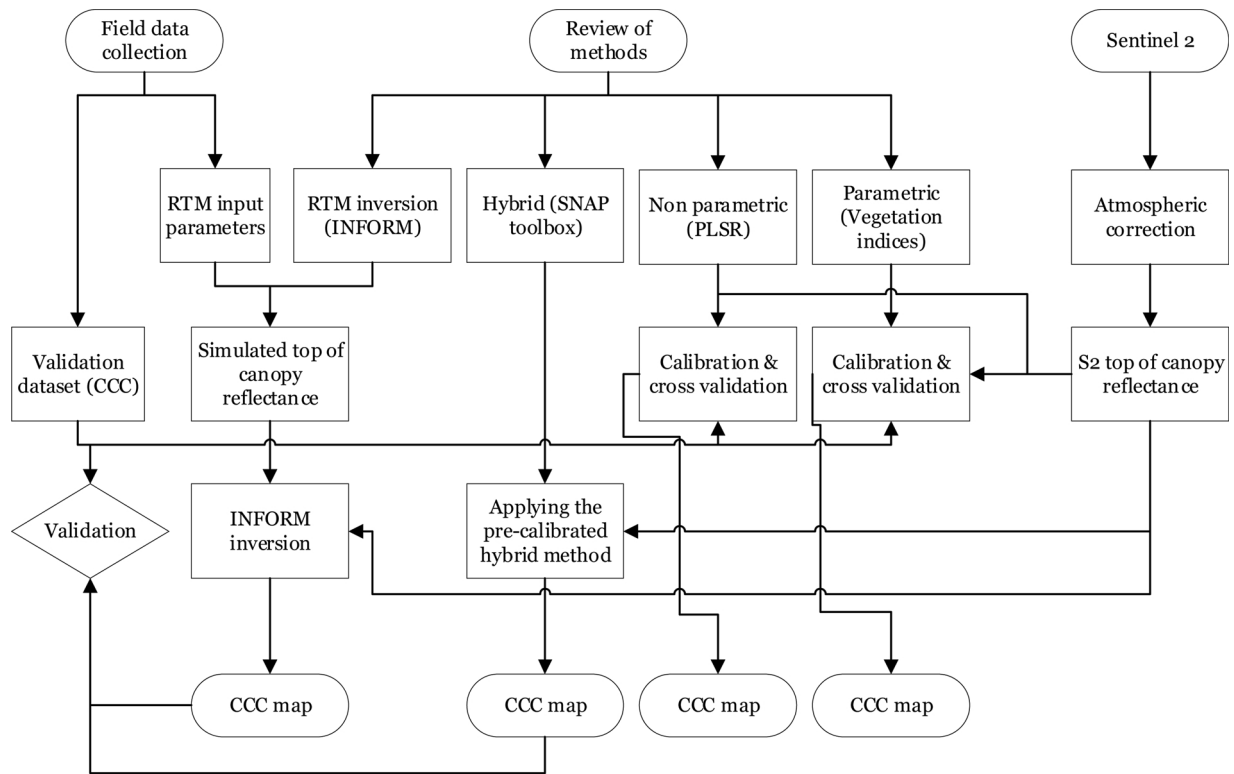 Field data
collection
Review of
methods
Sentinel 2
RTM input
parameters
RTM inversion
(INFORM)
Hybrid (SNAP
toolbox)
Non parametric
(PLSR)
Parametric
(Vegetation
indices)
Atmospheric
correction
Validation
dataset (CCC)
Simulated top of
canopy
reflectance
Calibration &
cross validation
Calibration &
cross validation
S2 top of canopy
reflectance
Validation
INFORM
inversion
Applying the
pre-calibrated
hybrid method
CCC map
CCC map
CCC map
CCC map